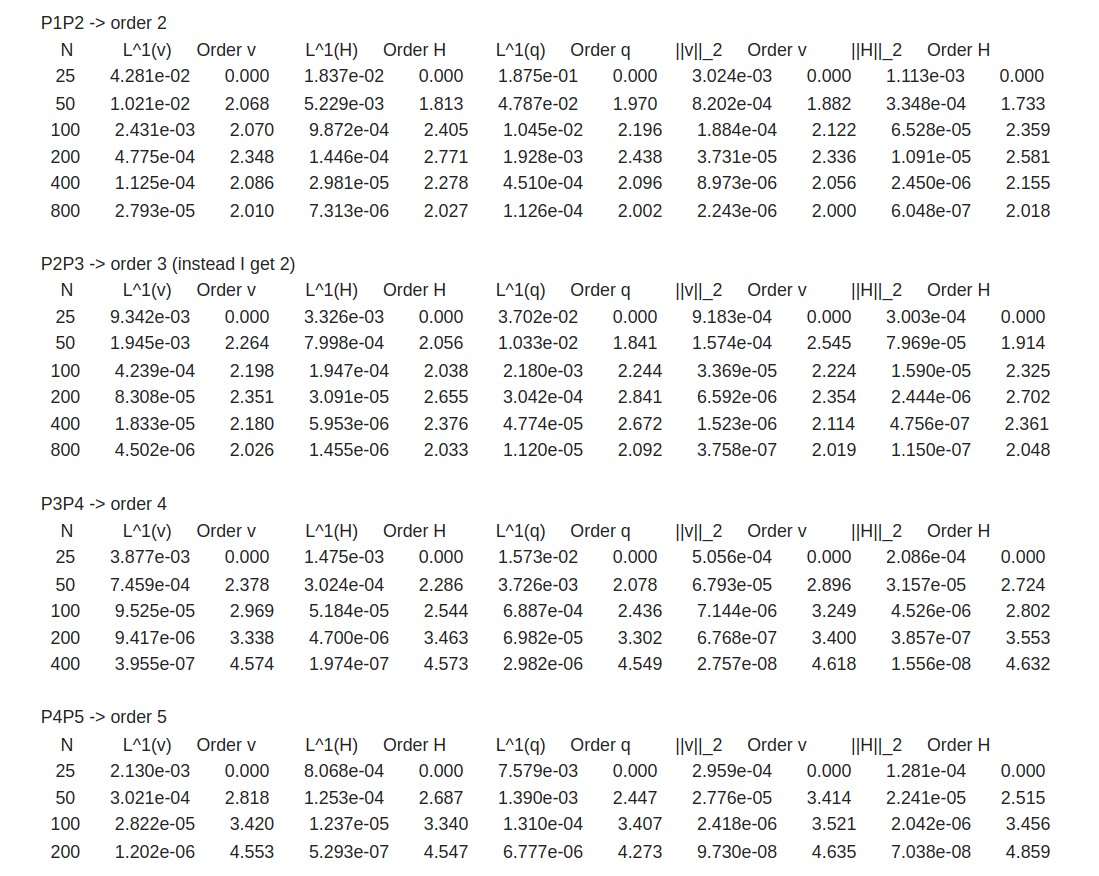 P1P2 -> order 2
N L^1(v) Order v L^1(H) Order H L^1(q) Order q ||v||_2 Order v ||H||_2 Order H
25 4.281e-02 0.000 1.837e-02 0.000 1.875e-01 0.000 3.024e-03 0.000 1.113e-03 0.000
50 1.021e-02 2.068 5.229e-03 1.813 4.787e-02 1.970 8.202e-04 1.882 3.348e-04 1.733
100 2.431e-03 2.070 9.872e-04 2.405 1.045e-02 2.196 1.884e-04 2.122 6.528e-05 2.359
200 4.775e-04 2.348 1.446e-04 2.771 1.928e-03 2.438 3.731e-05 2.336 1.091e-05 2.581
400 1.125e-04 2.086 2.981e-05 2.278 4.510e-04 2.096 8.973e-06 2.056 2.450e-06 2.155
800 2.793e-05 2.010 7.313e-06 2.027 1.126e-04 2.002 2.243e-06 2.000 6.048e-07 2.018
P2P3 -> order 3 (instead I get 2)
N L^1(v) Order v L^1(H) Order H L^1(q) Order q ||v||_2 Order v ||H||_2 Order H
25 9.342e-03 0.000 3.326e-03 0.000 3.702e-02 0.000 9.183e-04 0.000 3.003e-04 0.000
50 1.945e-03 2.264 7.998e-04 2.056 1.033e-02 1.841 1.574e-04 2.545 7.969e-05 1.914
100 4.239e-04 2.198 1.947e-04 2.038 2.180e-03 2.244 3.369e-05 2.224 1.590e-05 2.325
200 8.308e-05 2.351 3.091e-05 2.655 3.042e-04 2.841 6.592e-06 2.354 2.444e-06 2.702
400 1.833e-05 2.180 5.953e-06 2.376 4.774e-05 2.672 1.523e-06 2.114 4.756e-07 2.361
800 4.502e-06 2.026 1.455e-06 2.033 1.120e-05 2.092 3.758e-07 2.019 1.150e-07 2.048
P3P4 -> order 4
N L^1(v) Order v L^1(H) Order H L^1(q) Order q ||v||_2 Order v ||H||_2 Order H
25 3.877e-03 0.000 1.475e-03 0.000 1.573e-02 0.000 5.056e-04 0.000 2.086e-04 0.000
50 7.459e-04 2.378 3.024e-04 2.286 3.726e-03 2.078 6.793e-05 2.896 3.157e-05 2.724
100 9.525e-05 2.969 5.184e-05 2.544 6.887e-04 2.436 7.144e-06 3.249 4.526e-06 2.802
200 9.417e-06 3.338 4.700e-06 3.463 6.982e-05 3.302 6.768e-07 3.400 3.857e-07 3.553
400 3.955e-07 4.574 1.974e-07 4.573 2.982e-06 4.549 2.757e-08 4.618 1.556e-08 4.632
P4P5 -> order 5
N L^1(v) Order v L^1(H) Order H L^1(q) Order q ||v||_2 Order v ||H||_2 Order H
25 2.130e-03 0.000 8.068e-04 0.000 7.579e-03 0.000 2.959e-04 0.000 1.281e-04 0.000
50 3.021e-04 2.818 1.253e-04 2.687 1.390e-03 2.447 2.776e-05 3.414 2.241e-05 2.515
100 2.822e-05 3.420 1.237e-05 3.340 1.310e-04 3.407 2.418e-06 3.521 2.042e-06 3.456
200 1.202e-06 4.553 5.293e-07 4.547 6.777e-06 4.273 9.730e-08 4.635 7.038e-08 4.859